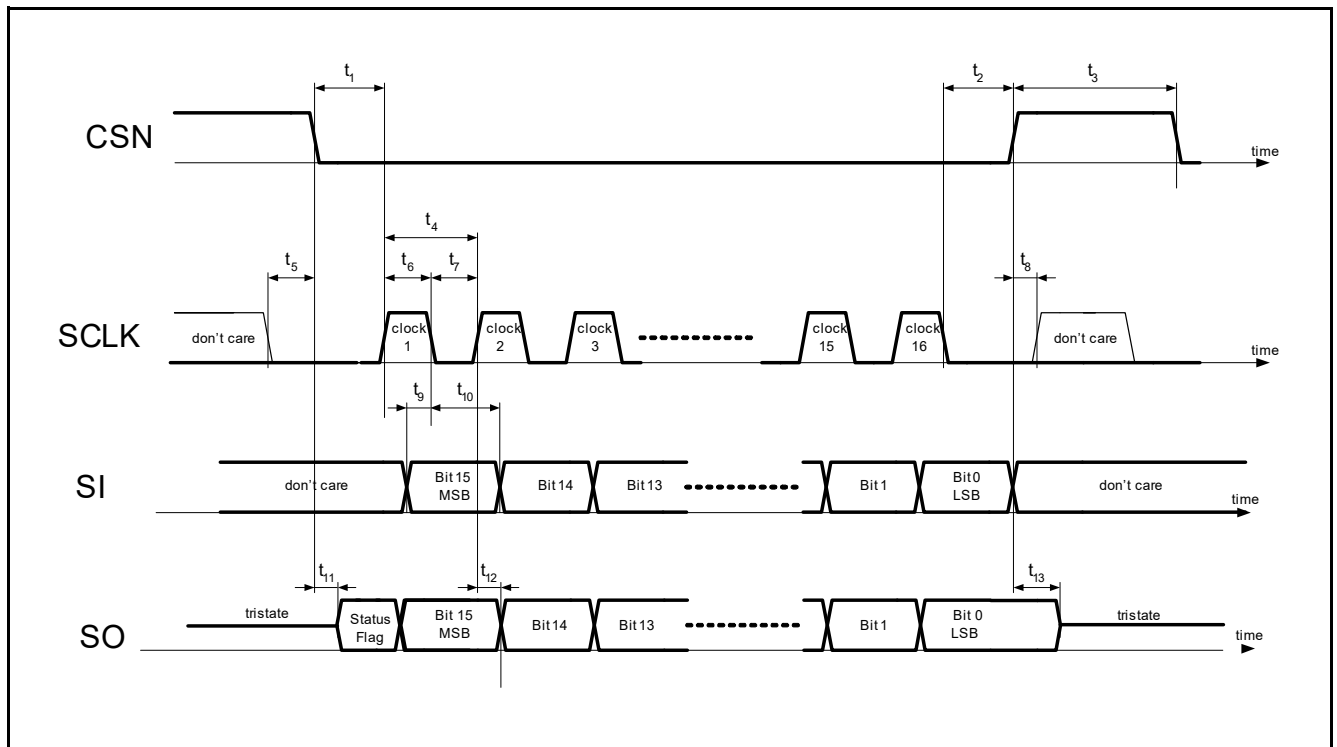 t1
t2
t3
CSN
time
t4
t5
t6
t7
t8
SCLK
don't care
clock
1
clock
2
clock
3
clock
15
clock
16
don't care
time
t9
t10
SI
don't care
Bit 15
MSB
Bit 14
Bit 13
Bit 1
Bit 0
LSB
don't care
time
t11
t12
t13
SO
tristate
Status
Flag
Bit 15
MSB
Bit 14
Bit 13
Bit 1
Bit 0
LSB
tristate
time